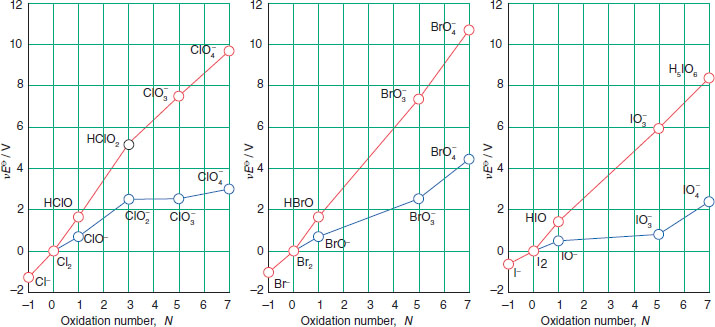 12
10
8
6
4
2
0
–2
νE⦵ / V
ClO₄⁻
ClO₃⁻
HClO₂
HClO
ClO⁻
ClO₂⁻
ClO₃⁻
ClO₄⁻
Cl₂
Cl⁻
–1 0 1 2 3 4 5 6 7
Oxidation number, N
12
10
8
6
4
2
0
–2
νE⦵ / V
BrO₄⁻
BrO₃⁻
HBrO
BrO⁻
BrO₃⁻
BrO₄⁻
Br₂
Br⁻
–1 0 1 2 3 4 5 6 7
Oxidation number, N
12
10
8
6
4
2
0
–2
νE⦵ / V
H₅IO₆
IO₃⁻
HIO
IO⁻
IO₃⁻
IO₄⁻
I2
I⁻
–1 0 1 2 3 4 5 6 7
Oxidation number, N